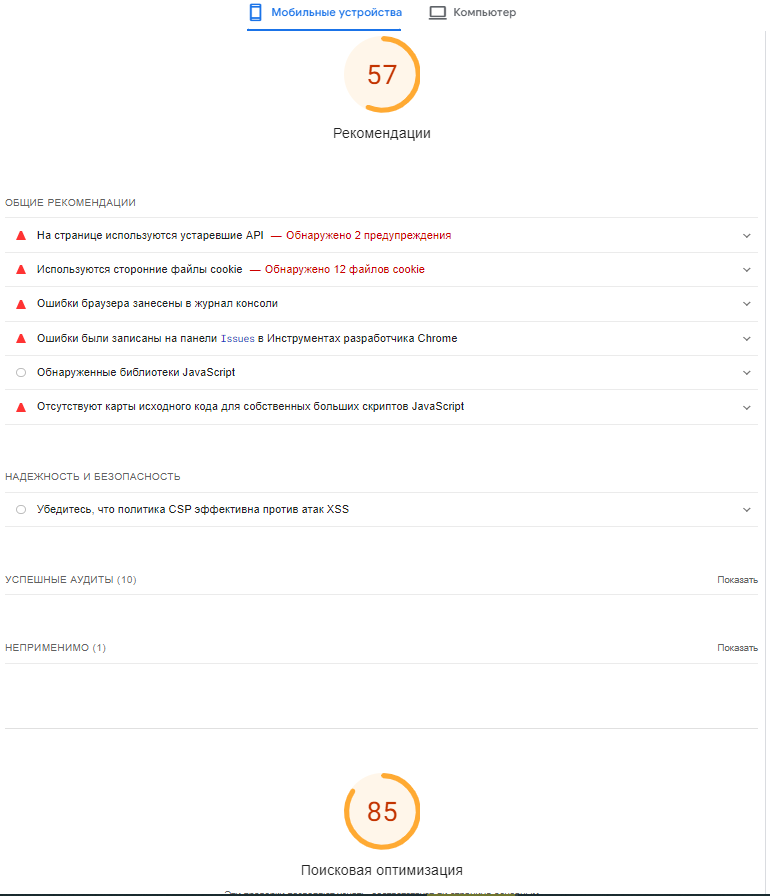 Мобильные устройства Компьютер
57
Рекомендации
ОБЩИЕ РЕКОМЕНДАЦИИ
На странице используются устаревшие API — Обнаружено 2 предупреждения
Используются сторонние файлы cookie — Обнаружено 12 файлов cookie
Ошибки браузера занесены в журнал консоли
Ошибки были записаны на панели Issues в Инструментах разработчика Chrome
Обнаруженные библиотеки JavaScript
Отсутствуют карты исходного кода для собственных больших скриптов JavaScript
НАДЕЖНОСТЬ И БЕЗОПАСНОСТЬ
Убедитесь, что политика CSP эффективна против атак XSS
УСПЕШНЫЕ АУДИТЫ (10) Показать
НЕПРИМЕНИМО (1) Показать
85
Поисковая оптимизация